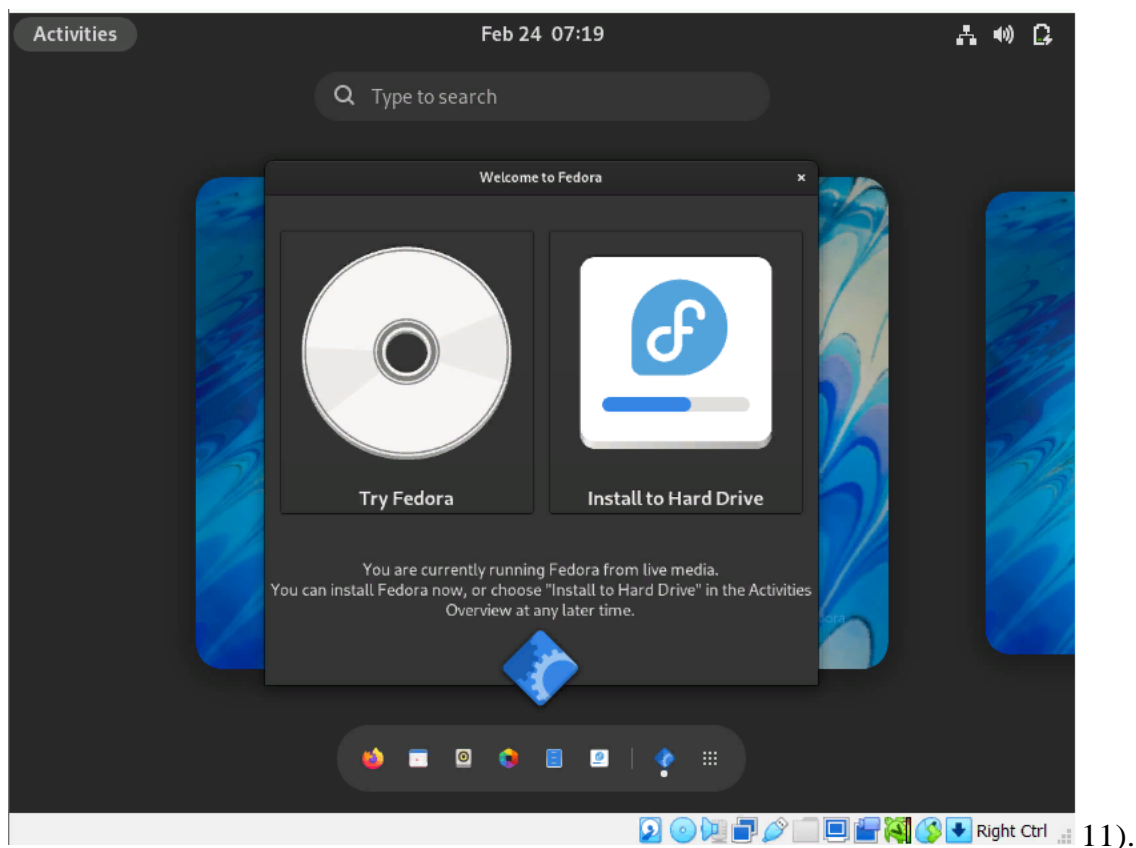 Activities
Feb 24 07:19
Type to search
Welcome to Fedora
Try Fedora
Install to Hard Drive
You are currently running Fedora from live media.
You can install Fedora now, or choose "Install to Hard Drive" in the Activities
Overview at any later time.
Right Ctrl
11).